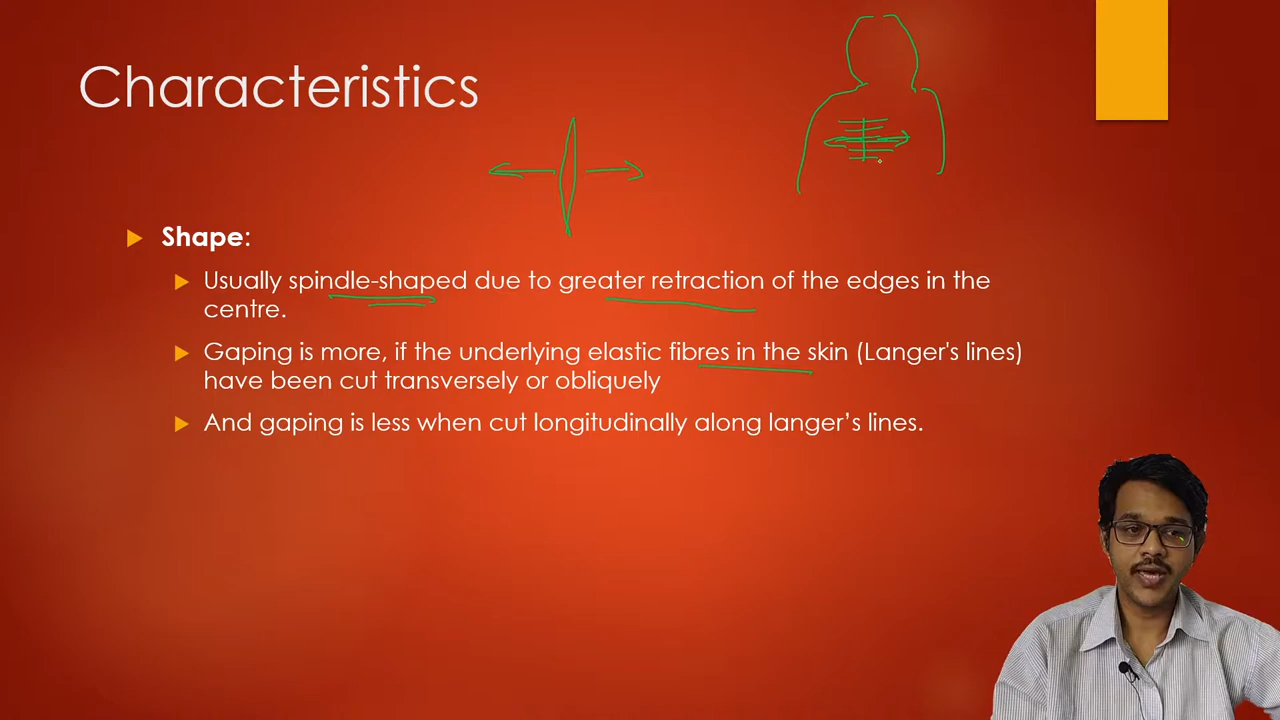 Characteristics
Shape:
Usually spindle-shaped due to greater retraction of the edges in the
centre.
Gaping is more, if the underlying elastic fibres in the skin (Langer's lines)
have been cut transversely or obliquely
And gaping is less when cut longitudinally along langer’s lines.